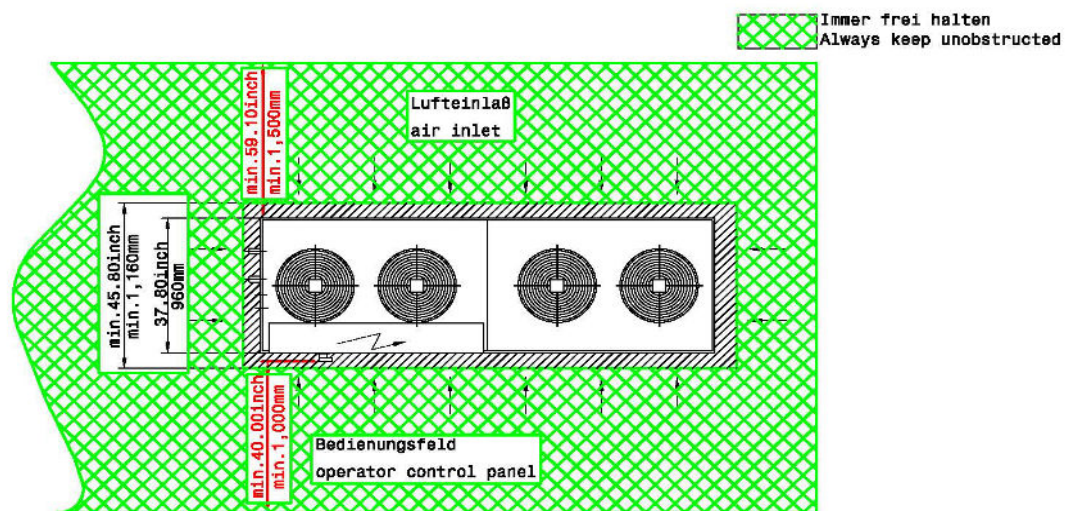 Immer frei halten
Always keep unobstructed
min.59.10inch
min.1,500mm
Lufteinlaß
air inlet
min.45.80inch
min.1,160mm
37.80inch
960mm
min.40.00inch
min.1,000mm
Bedienungsfeld
operator control panel